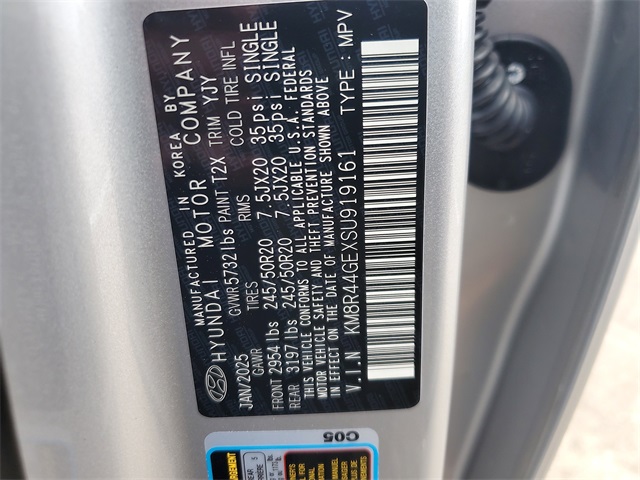 MANUFACTURED IN KOREA BY
HYUNDAI MOTOR COMPANY
JAN/2025 GVWR 5732 lbs PAINT T2X TRIM YJY
GAWR TIRES RIMS COLD TIRE INFL
FRONT 2954 lbs 245/50R20 7.5JX20 35psi SINGLE
REAR 3197 lbs 245/50R20 7.5JX20 35psi SINGLE
THIS VEHICLE CONFORMS TO ALL APPLICABLE U.S.A. FEDERAL
MOTOR VEHICLE SAFETY AND THEFT PREVENTION STANDARDS
IN EFFECT ON THE DATE OF MANUFACTURE SHOWN ABOVE
V.I.N KM8R44GEXSU919161 TYPE : MPV
C05